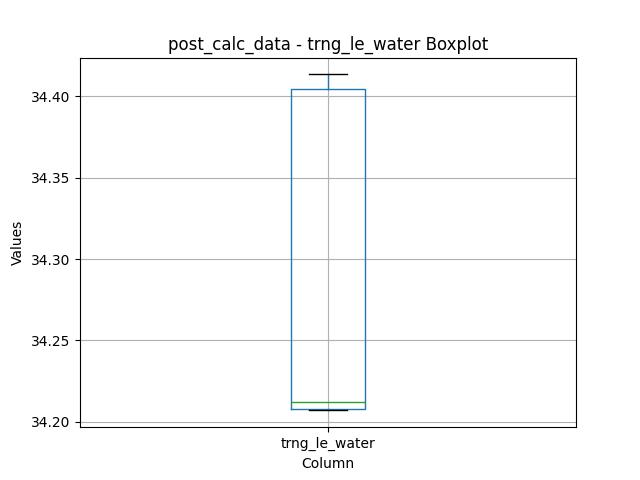 post_calc_data - trng_le_water Boxplot
34.40
34.35
34.30
34.25
34.20
Values
trng_le_water
Column